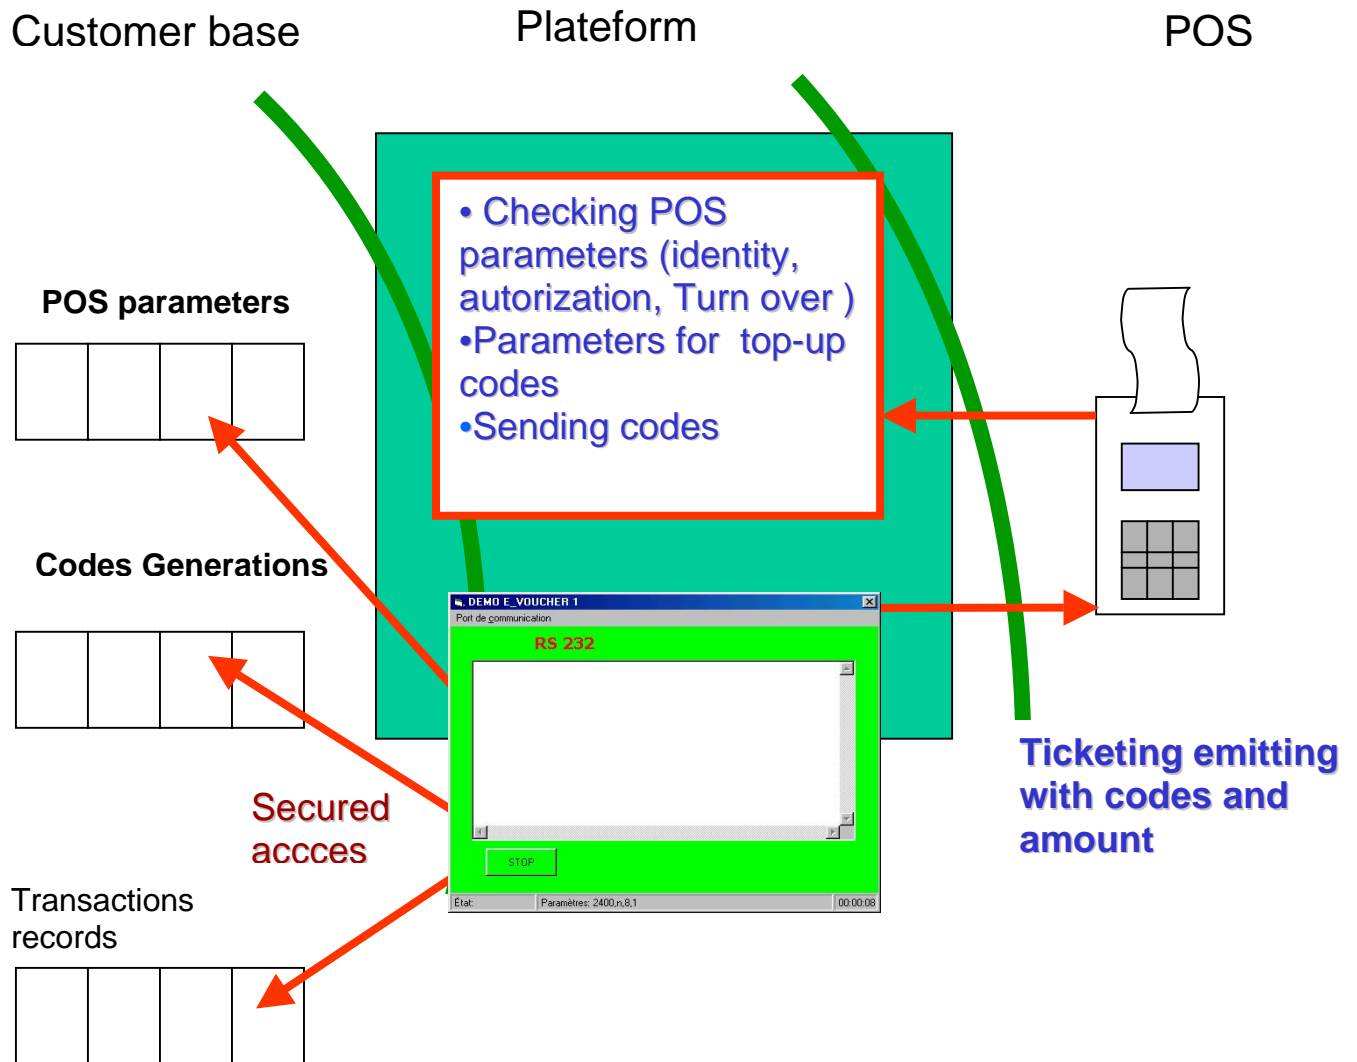 Customer base
Plateform
POS
• Checking POS
parameters (identity,
autorization, Turn over )
•Parameters for top-up
codes
•Sending codes
POS parameters
Codes Generations
DEMO E_VOUCHER 1
Port de communication
RS 232
STOP
État:
Paramètres: 2400,n,8,1
00:00:08
Secured
accces
Ticketing emitting
with codes and
amount
Transactions
records